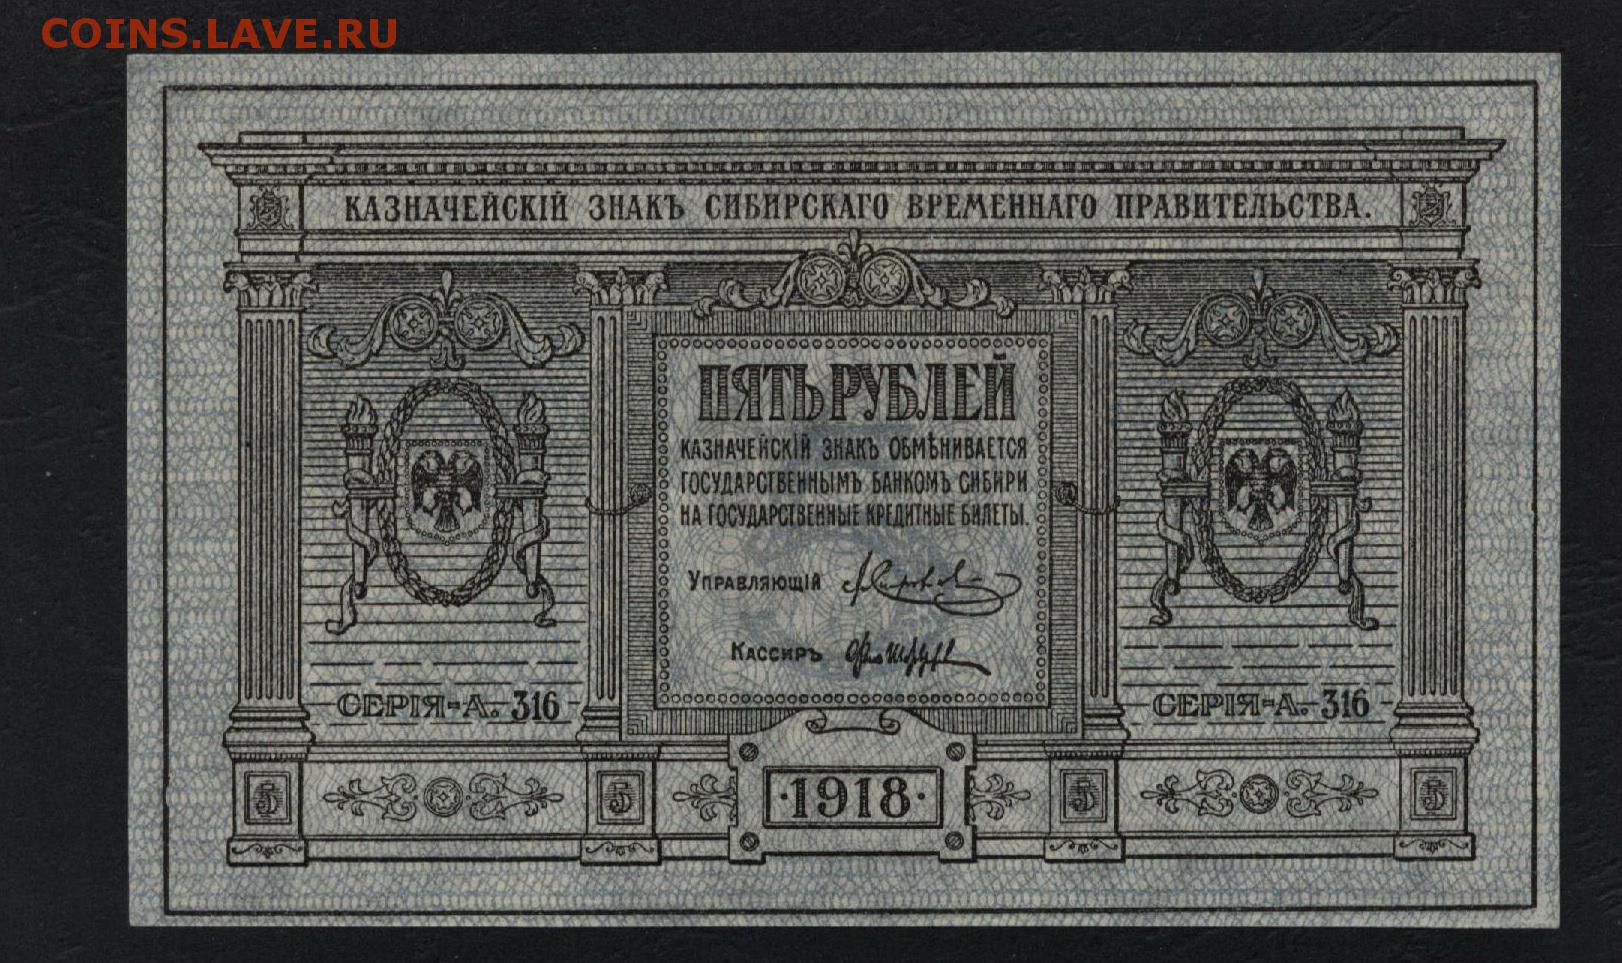 COINS.LAVE.RU
КАЗНАЧЕЙСКІЙ ЗНАКЪ СИБИРСКАГО ВРЕМЕННАГО ПРАВИТЕЛЬСТВА.
ПЯТЬ РУБЛЕЙ
КАЗНАЧЕЙСКІЙ ЗНАКЪ ОБМѢНИВАЕТСЯ
ГОСУДАРСТВЕННЫМЪ БАНКОМЪ СИБИРИ
НА ГОСУДАРСТВЕННЫЕ КРЕДИТНЫЕ БИЛЕТЫ.
УПРАВЛЯЮЩІЙ
КАССИРЪ
СЕРІЯ-А. 316
СЕРІЯ-А. 316
5
5
·1918·
5
5